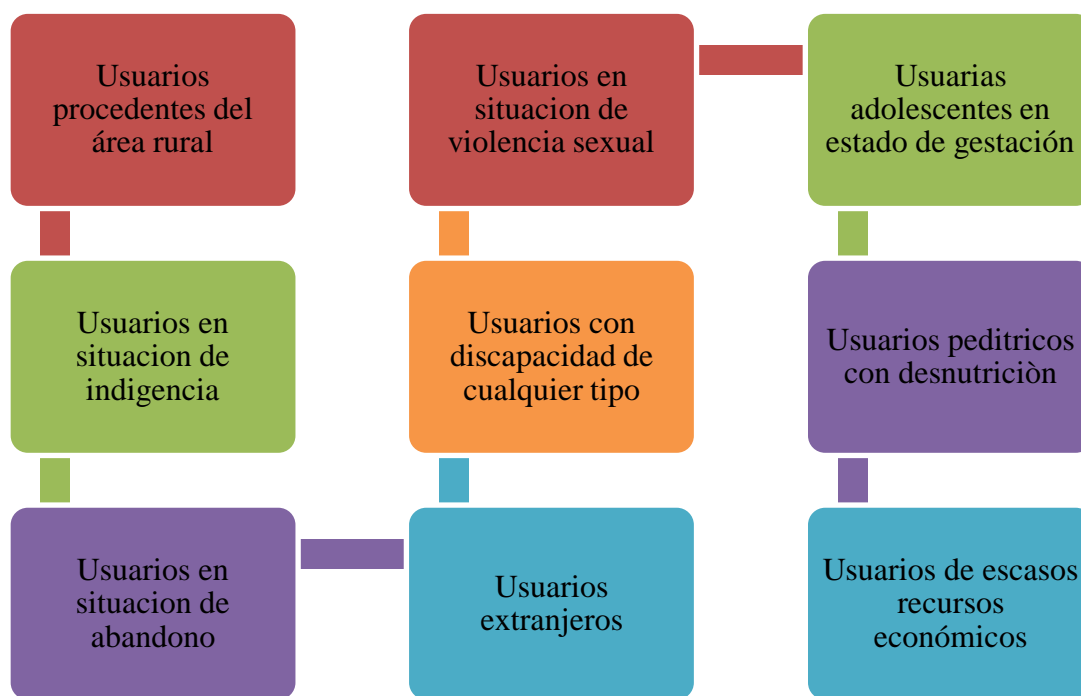 Usuarios
procedentes del
área rural
Usuarios en
situacion de
indigencia
Usuarios en
situacion de
abandono
Usuarios
extranjeros
Usuarios con
discapacidad de
cualquier tipo
Usuarios en
situacion de
violencia sexual
Usuarias
adolescentes en
estado de gestación
Usuarios peditricos
con desnutriciòn
Usuarios de escasos
recursos
económicos